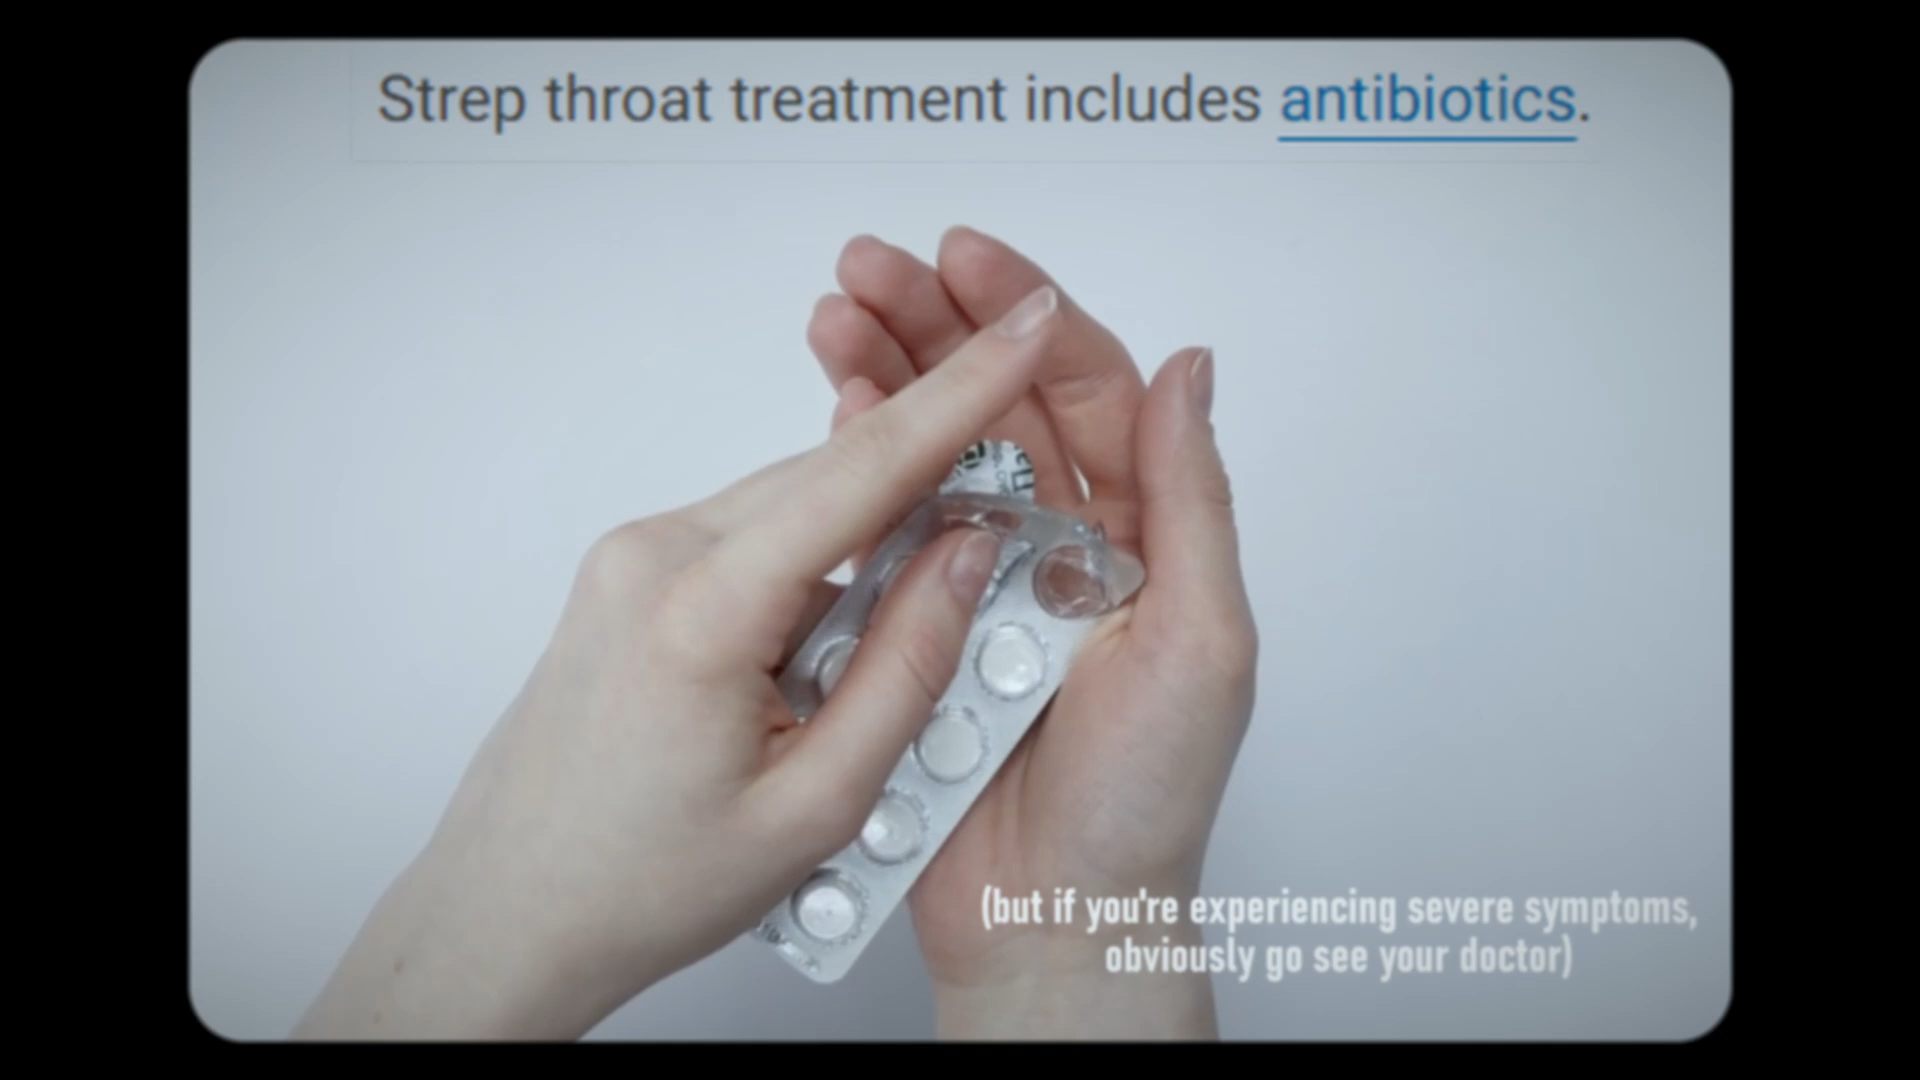 Strep throat treatment includes antibiotics.
(but if you're experiencing severe symptoms,
obviously go see your doctor)